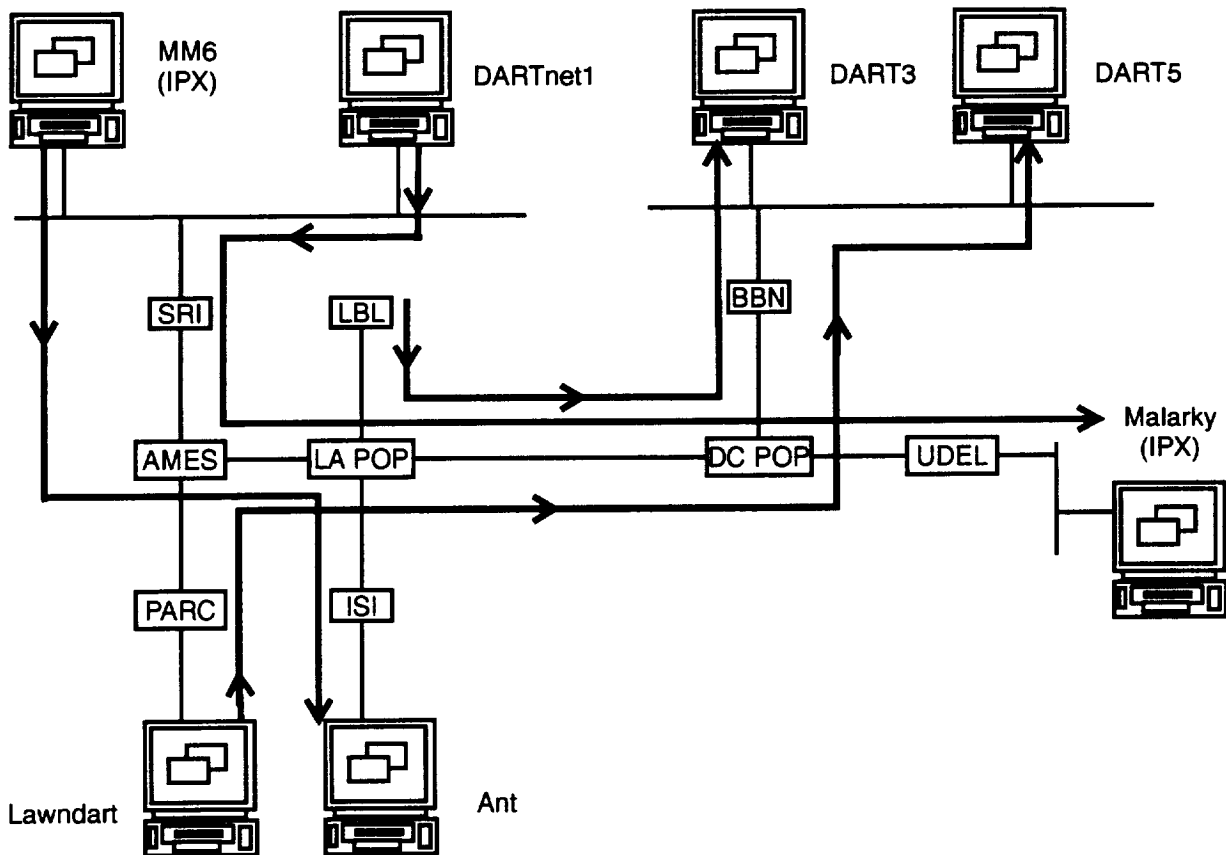 MM6
(IPX)
DARTnet1
DART3
DART5
SRI
LBL
BBN
AMES
LA POP
DC POP
UDEL
Malarky
(IPX)
PARC
ISI
Lawndart
Ant